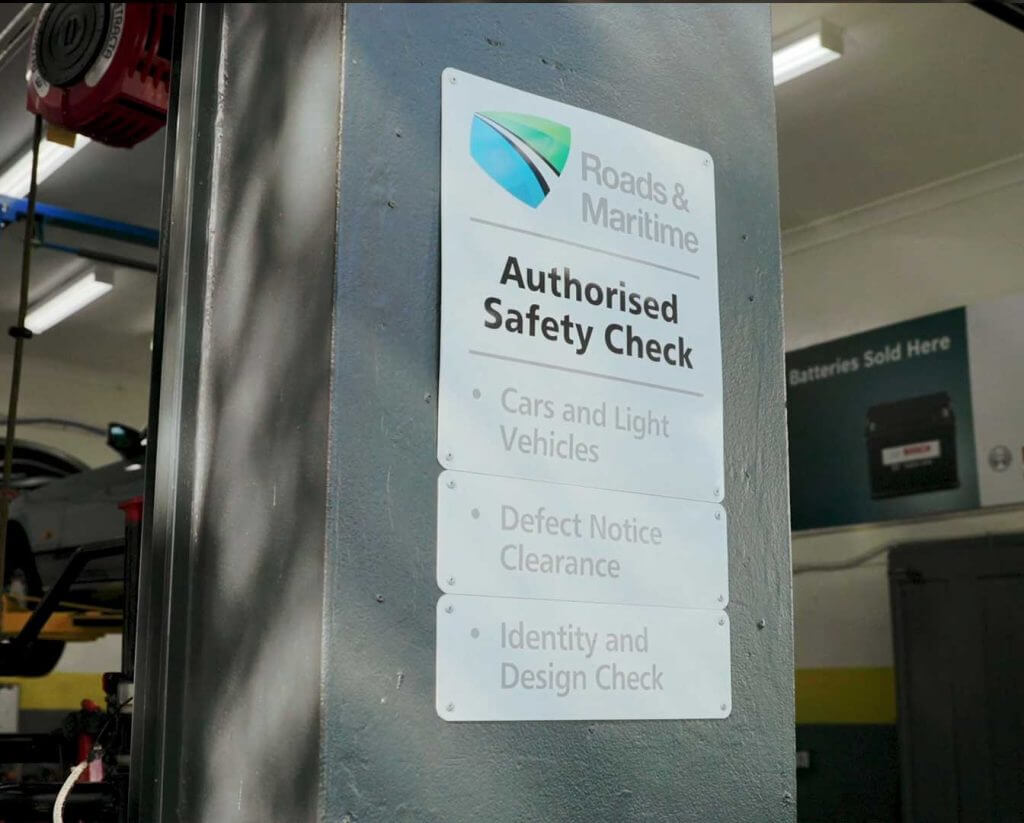 Roads &
Maritime
Authorised
Safety Check
• Cars and Light
Vehicles
• Defect Notice
Clearance
• Identity and
Design Check
Batteries Sold Here
BOSCH